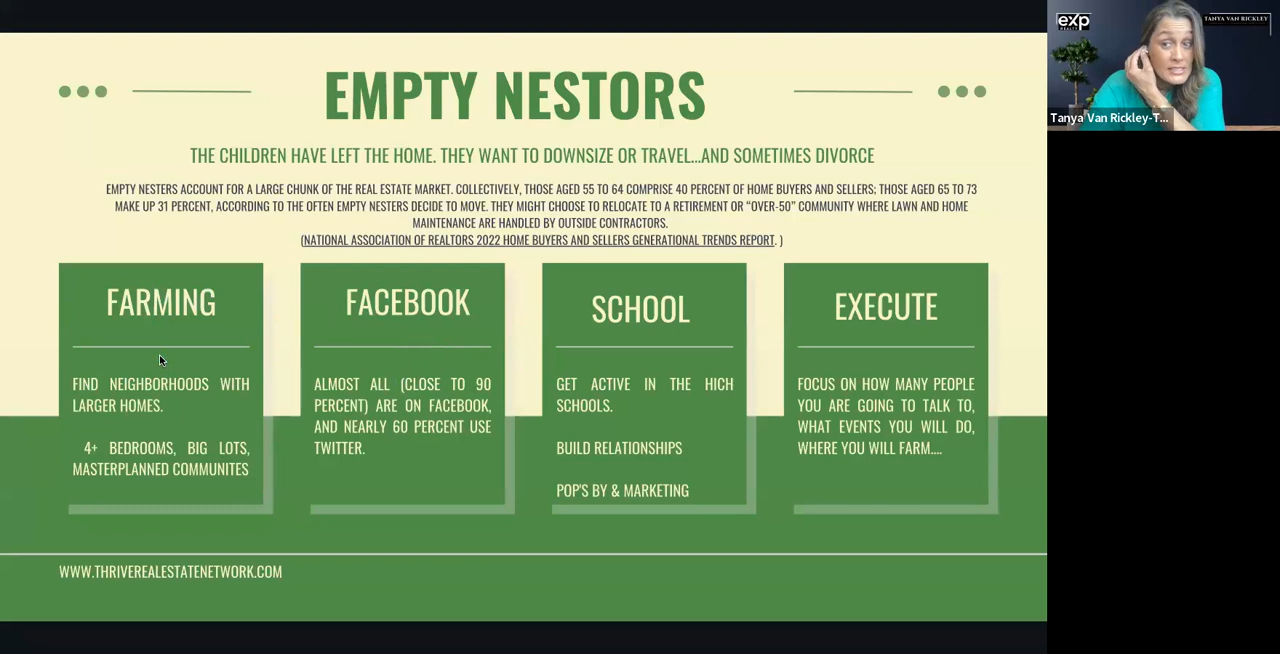 EMPTY NESTORS
THE CHILDREN HAVE LEFT THE HOME. THEY WANT TO DOWNSIZE OR TRAVEL...AND SOMETIMES DIVORCE
EMPTY NESTERS ACCOUNT FOR A LARGE CHUNK OF THE REAL ESTATE MARKET. COLLECTIVELY, THOSE AGED 55 TO 64 COMPRISE 40 PERCENT OF HOME BUYERS AND SELLERS; THOSE AGED 65 TO 73
MAKE UP 31 PERCENT, ACCORDING TO THE OFTEN EMPTY NESTERS DECIDE TO MOVE. THEY MIGHT CHOOSE TO RELOCATE TO A RETIREMENT OR “OVER-50” COMMUNITY WHERE LAWN AND HOME
MAINTENANCE ARE HANDLED BY OUTSIDE CONTRACTORS.
(NATIONAL ASSOCIATION OF REALTORS 2022 HOME BUYERS AND SELLERS GENERATIONAL TRENDS REPORT. )
FARMING
FIND NEIGHBORHOODS WITH
LARGER HOMES.
4+ BEDROOMS, BIG LOTS,
MASTERPLANNED COMMUNITES
FACEBOOK
ALMOST ALL (CLOSE TO 90
PERCENT) ARE ON FACEBOOK,
AND NEARLY 60 PERCENT USE
TWITTER.
SCHOOL
GET ACTIVE IN THE HICH
SCHOOLS.
BUILD RELATIONSHIPS
POP'S BY & MARKETING
EXECUTE
FOCUS ON HOW MANY PEOPLE
YOU ARE GOING TO TALK TO,
WHAT EVENTS YOU WILL DO,
WHERE YOU WILL FARM....
WWW.THRIVEREALESTATENETWORK.COM
exp
REALTY
TANYA VAN RICKLEY
Tanya Van Rickley-T...